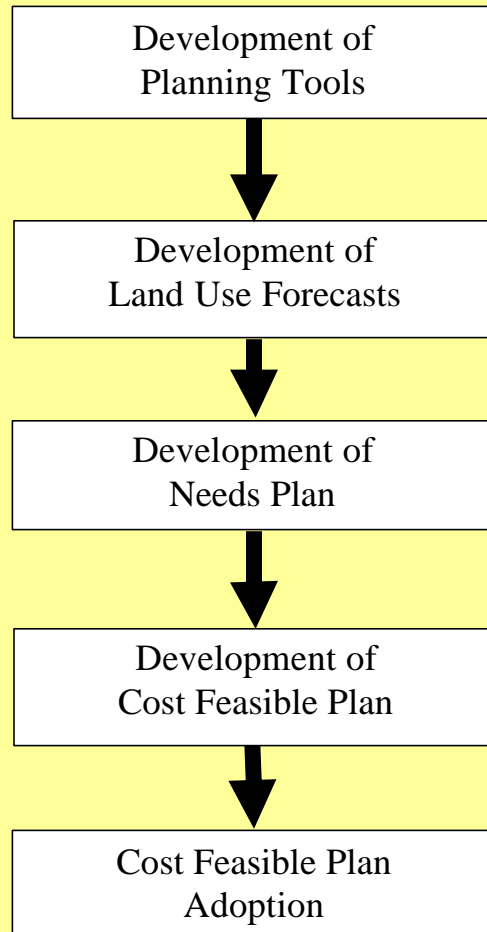 Development of
Planning Tools
Development of
Land Use Forecasts
Development of
Needs Plan
Development of
Cost Feasible Plan
Cost Feasible Plan
Adoption